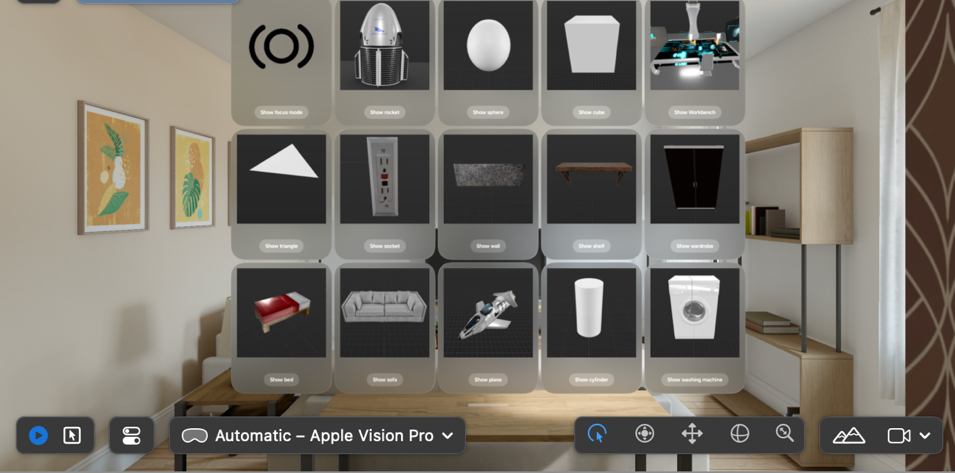 Show focus mode
Show rocket
Show sphere
Show cube
Show Workbench
Show triangle
Show socket
Show wall
Show shelf
Show wardrobe
Show bed
Show sofa
Show plane
Show cylinder
Show washing machine
Automatic – Apple Vision Pro